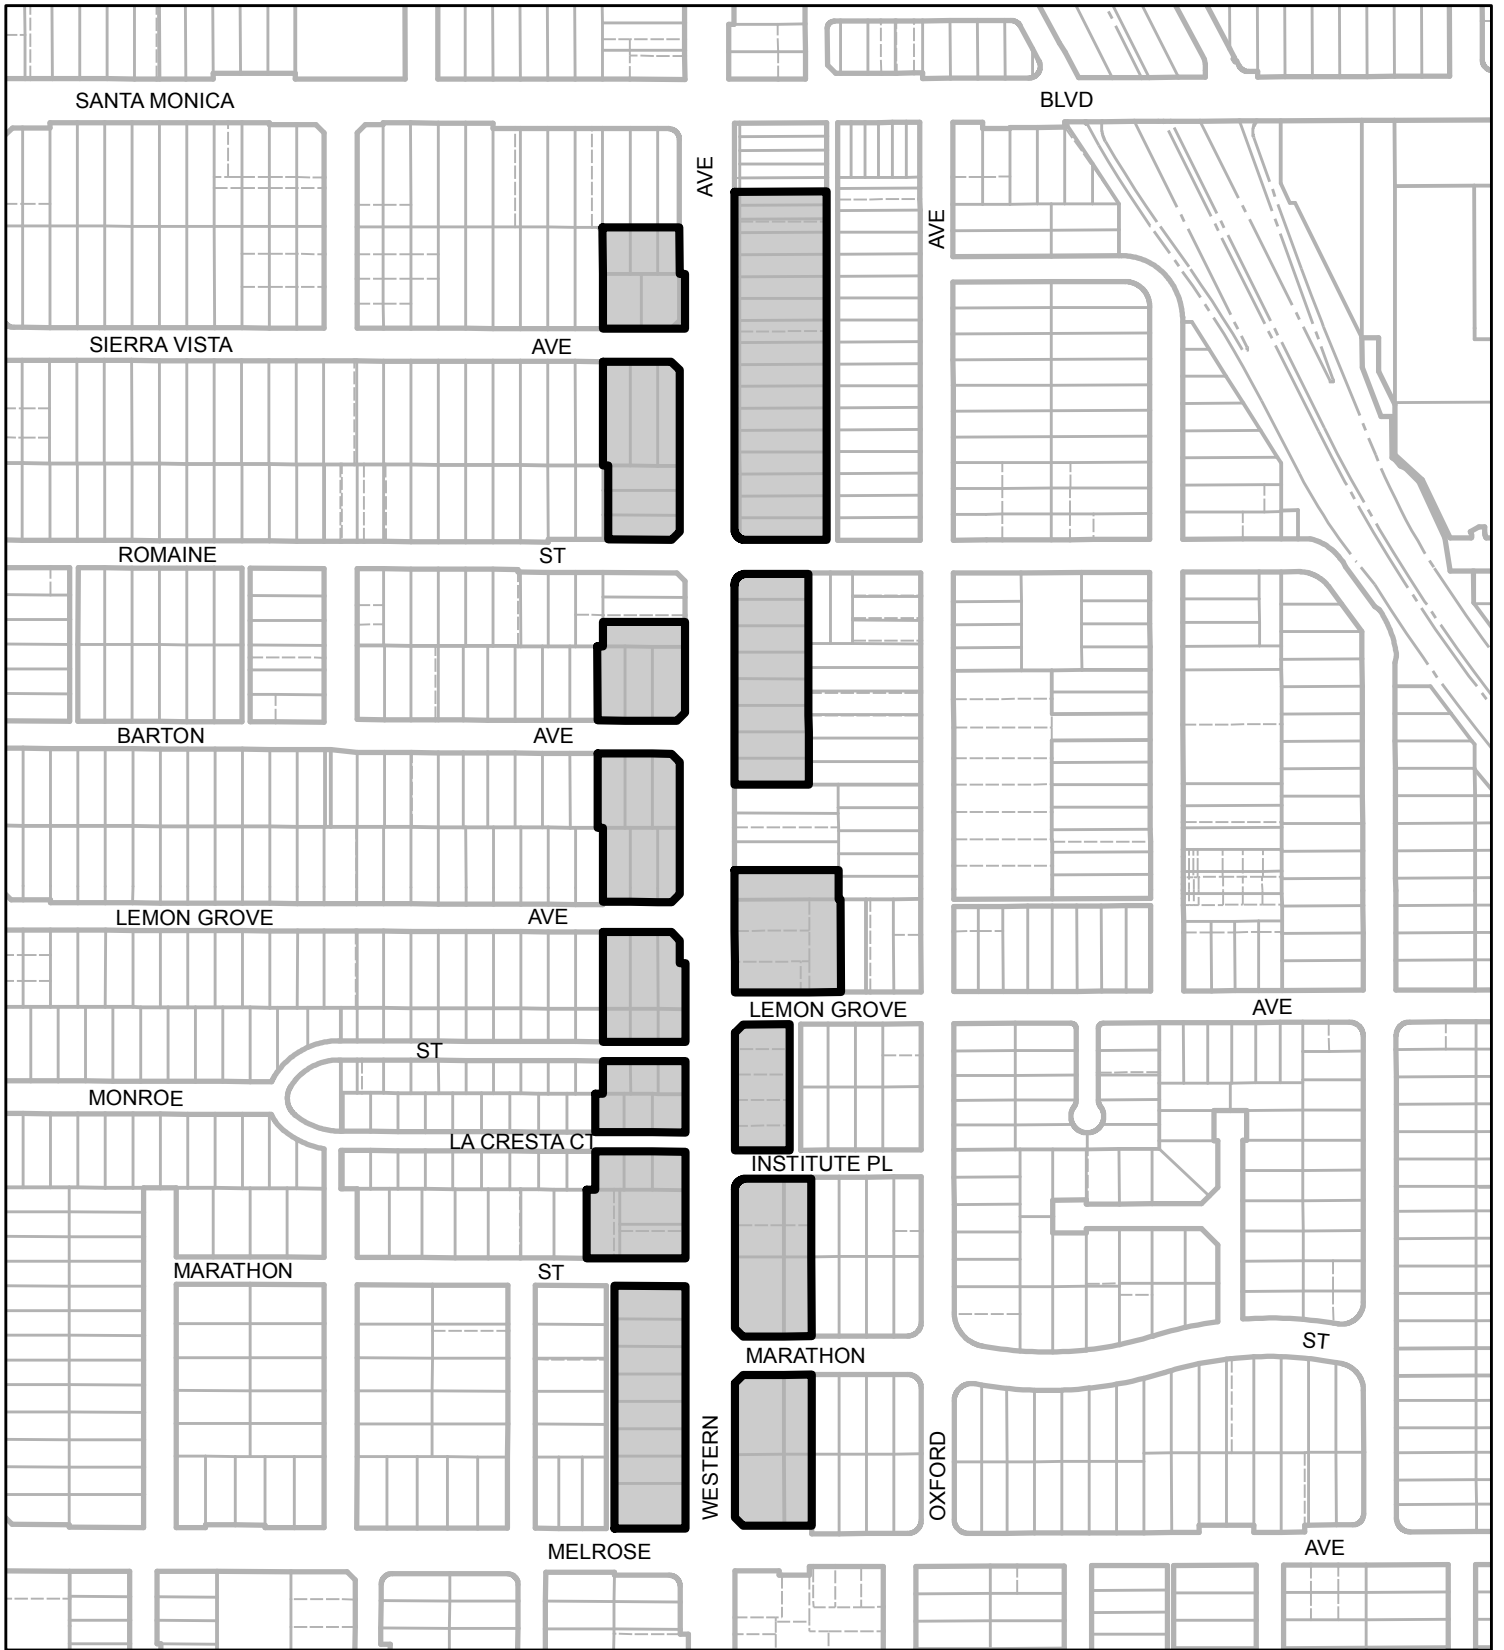 SANTA MONICA
BLVD
AVE
AVE
SIERRA VISTA
AVE
ROMAINE
ST
BARTON
AVE
LEMON GROVE
AVE
LEMON GROVE
AVE
ST
MONROE
LA CRESTA CT
INSTITUTE PL
MARATHON
ST
MARATHON
ST
WESTERN
OXFORD
MELROSE
AVE